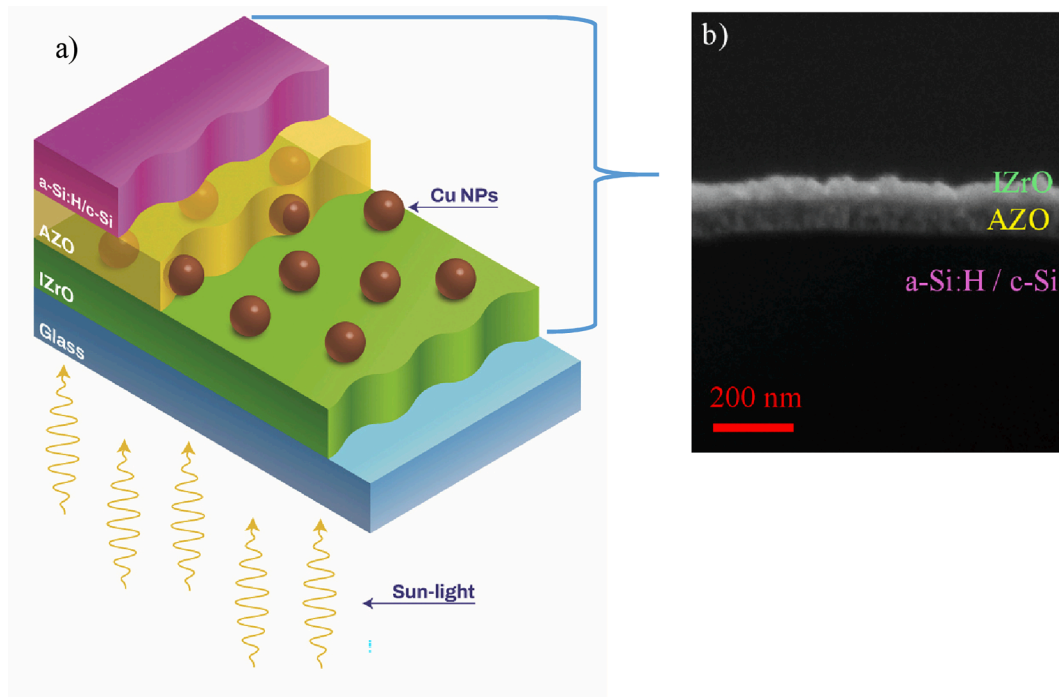 a)
a-Si:H/c-Si
AZO
IZrO
Glass
Cu NPs
Sun-light
b)
IZrO
AZO
a-Si:H / c-Si
200 nm